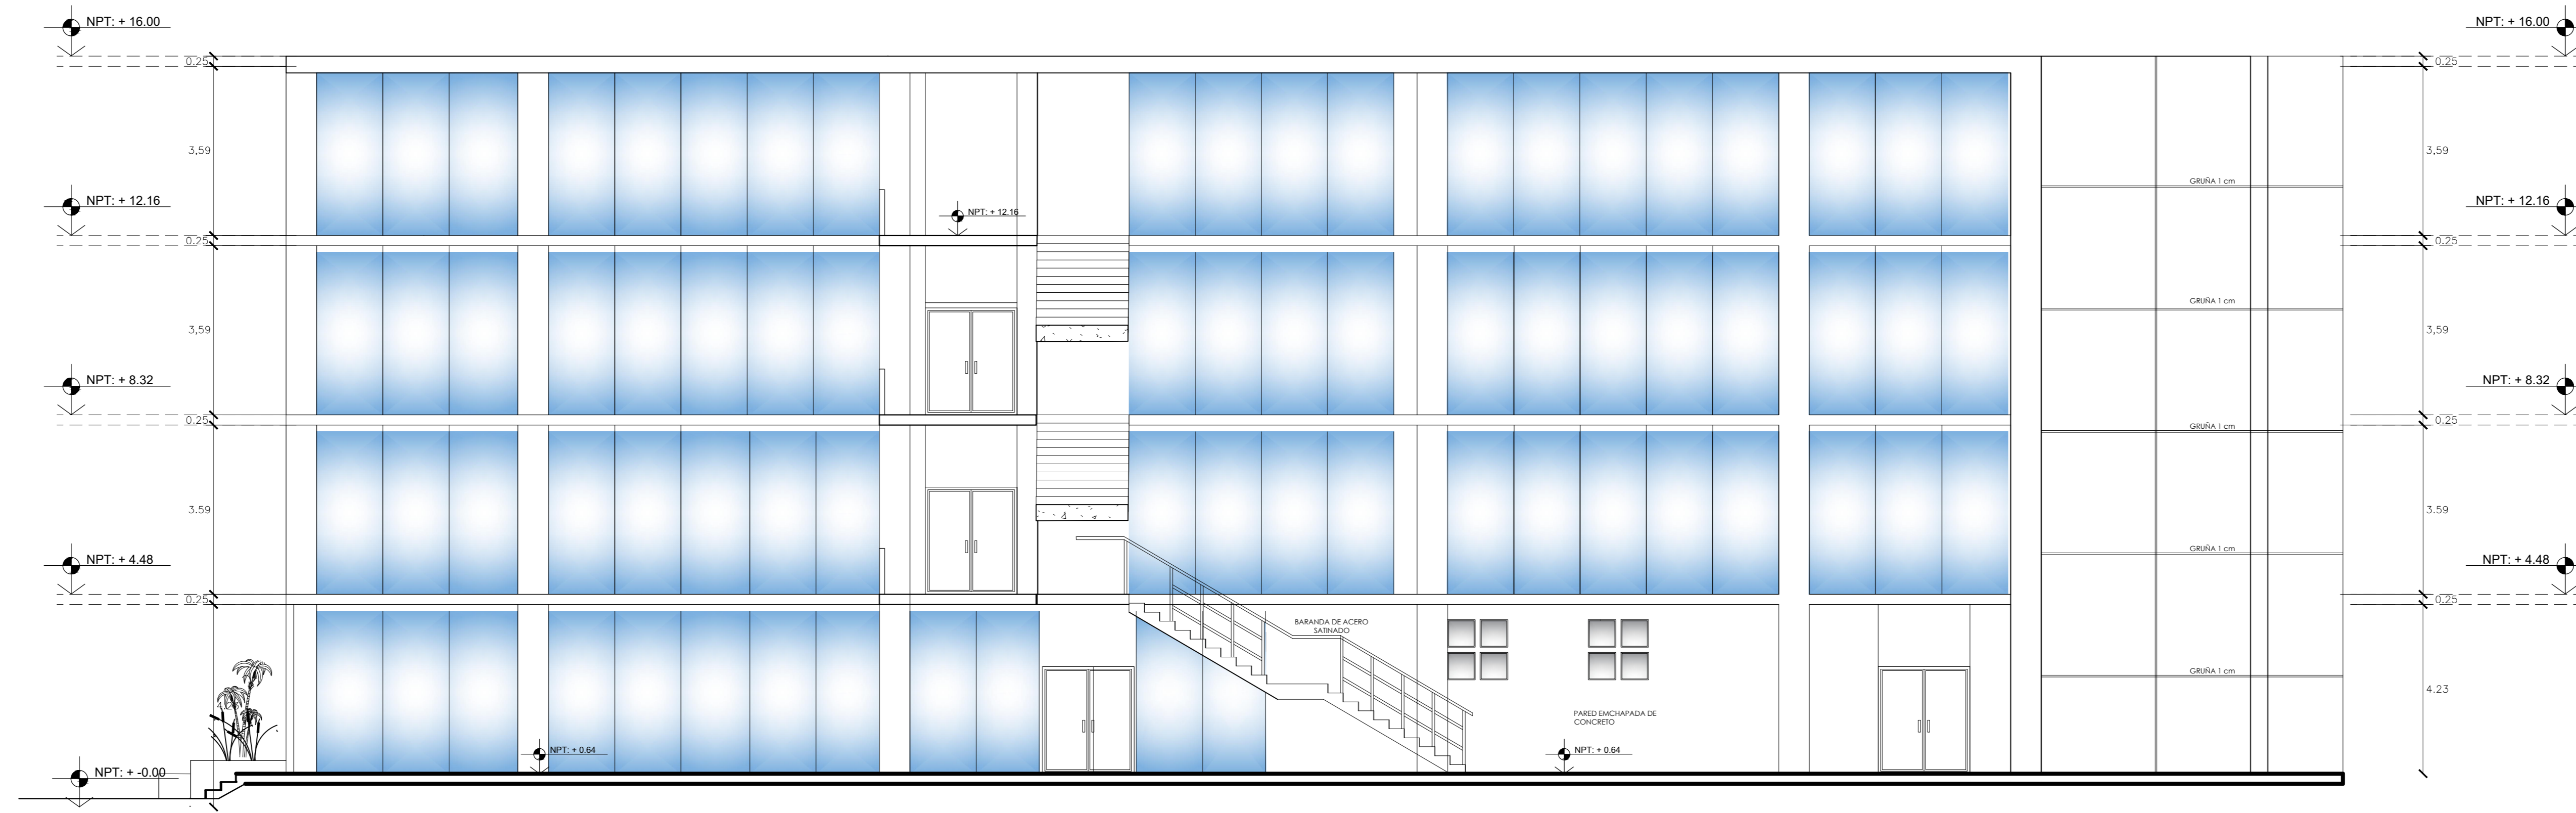 NPT: + 16.00
NPT: + 16.00
0.25
0.25
3,59
3,59
GRUÑA 1 cm
NPT: + 12.16
NPT: + 12.16
NPT: + 12.16
0.25
0.25
GRUÑA 1 cm
3,59
3,59
NPT: + 8.32
NPT: + 8.32
0.25
0.25
GRUÑA 1 cm
3.59
3.59
GRUÑA 1 cm
NPT: + 4.48
NPT: + 4.48
0.25
0.25
BARANDA DE ACERO
SATINADO
GRUÑA 1 cm
4.23
PARED EMCHAPADA DE
CONCRETO
NPT: + 0.64
NPT: + 0.64
NPT: + -0.00